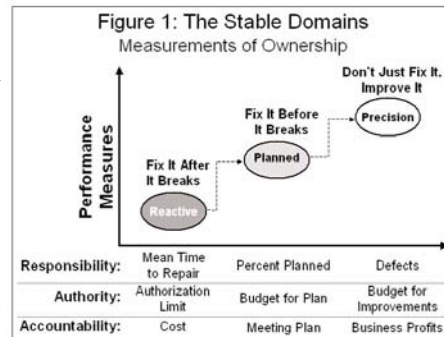 Figure 1: The Stable Domains
Measurements of Ownership
Performance
Measures
Don't Just Fix It.
Improve It
Precision
Fix It Before
It Breaks
Planned
Fix It After
It Breaks
Reactive
Responsibility: Mean Time to Repair Percent Planned Defects
Authority: Authorization Limit Budget for Plan Budget for Improvements
Accountability: Cost Meeting Plan Business Profits